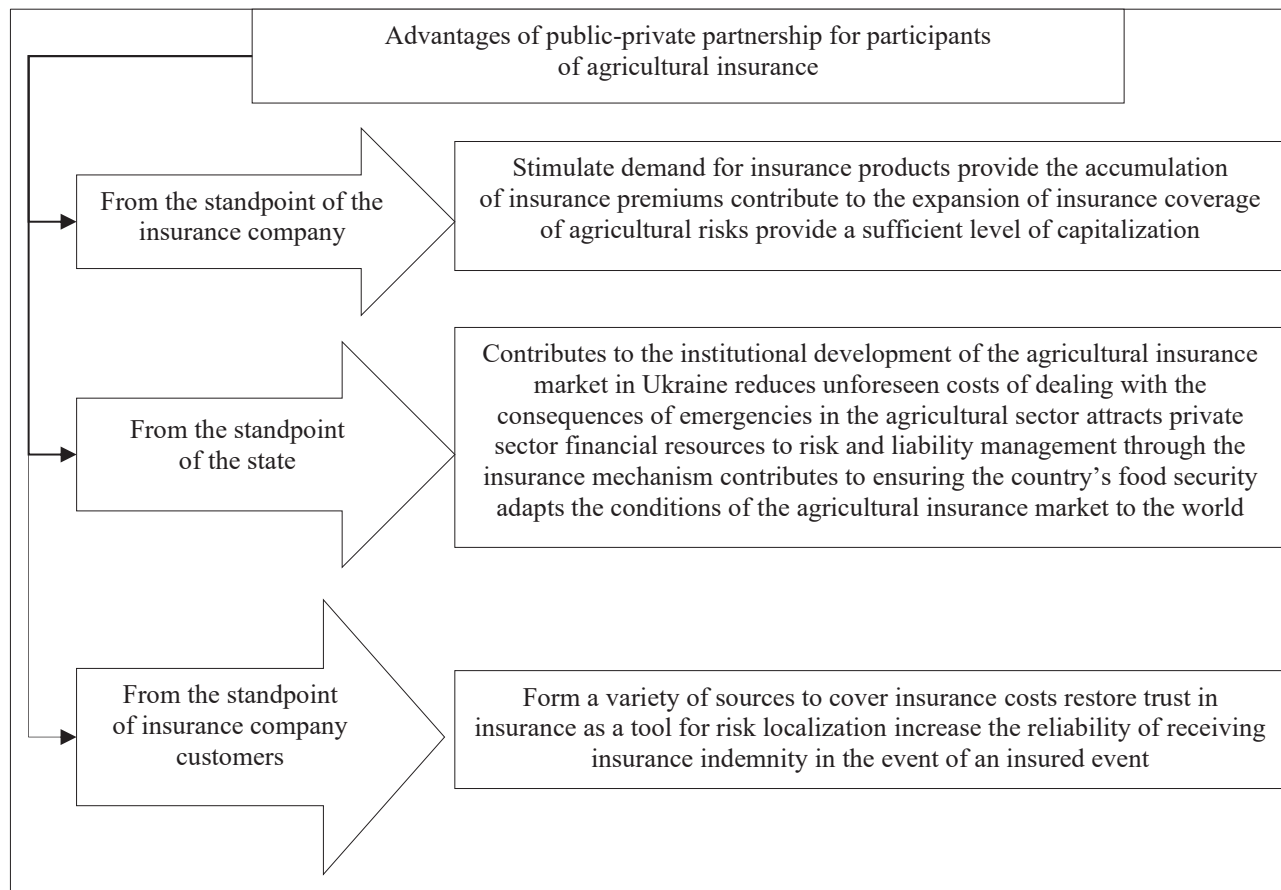 Advantages of public-private partnership for participants
of agricultural insurance
From the standpoint of the
insurance company
Stimulate demand for insurance products provide the accumulation
of insurance premiums contribute to the expansion of insurance coverage
of agricultural risks provide a sufficient level of capitalization
From the standpoint
of the state
Contributes to the institutional development of the agricultural insurance
market in Ukraine reduces unforeseen costs of dealing with the
consequences of emergencies in the agricultural sector attracts private
sector financial resources to risk and liability management through the
insurance mechanism contributes to ensuring the country’s food security
adapts the conditions of the agricultural insurance market to the world
From the standpoint
of insurance company
customers
Form a variety of sources to cover insurance costs restore trust in
insurance as a tool for risk localization increase the reliability of receiving
insurance indemnity in the event of an insured event